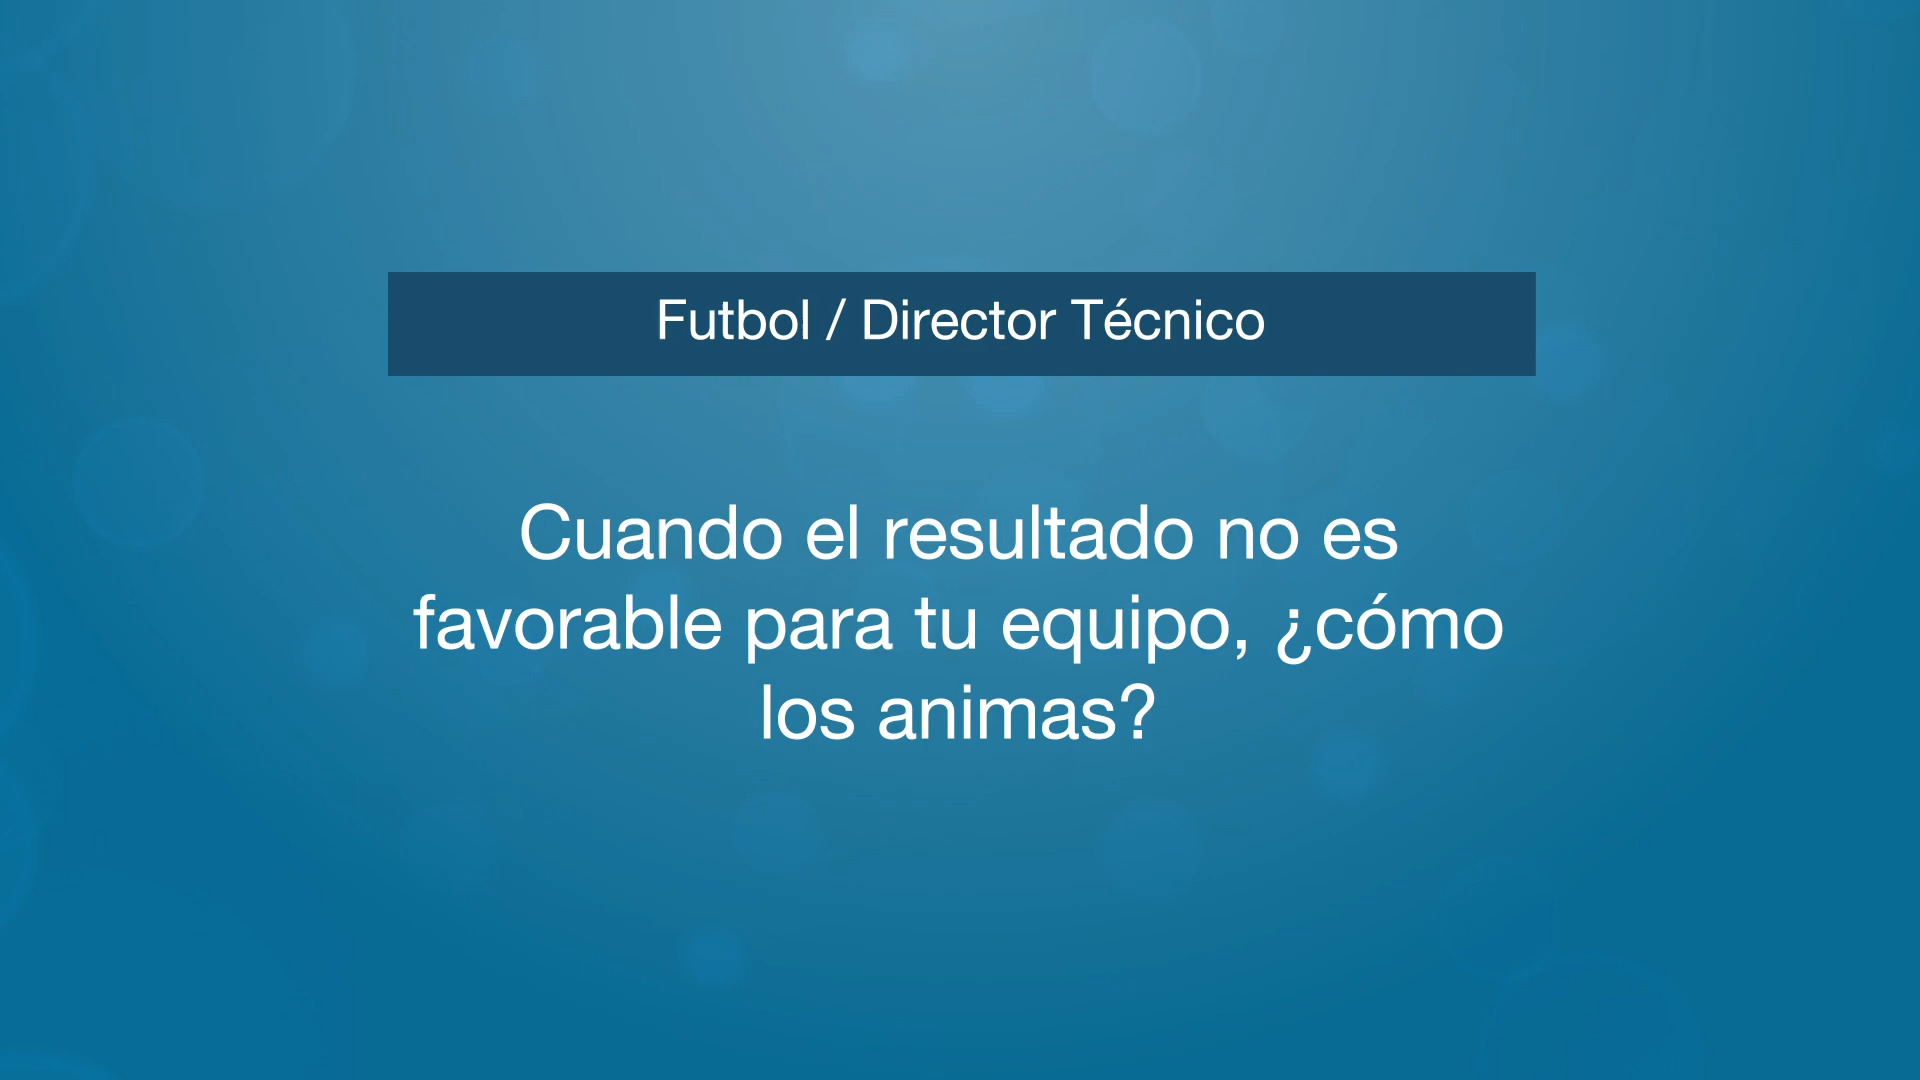 Futbol / Director Técnico
Cuando el resultado no es
favorable para tu equipo, ¿cómo
los animas?